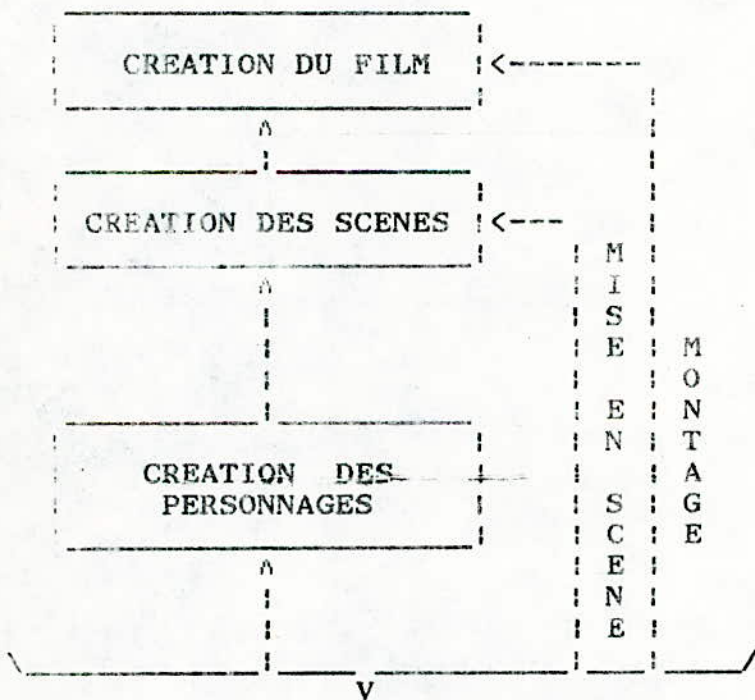 CREATION DU FILM
CREATION DES SCENES
CREATION DES
PERSONNAGES
MISE EN SCENE
MONTAGE